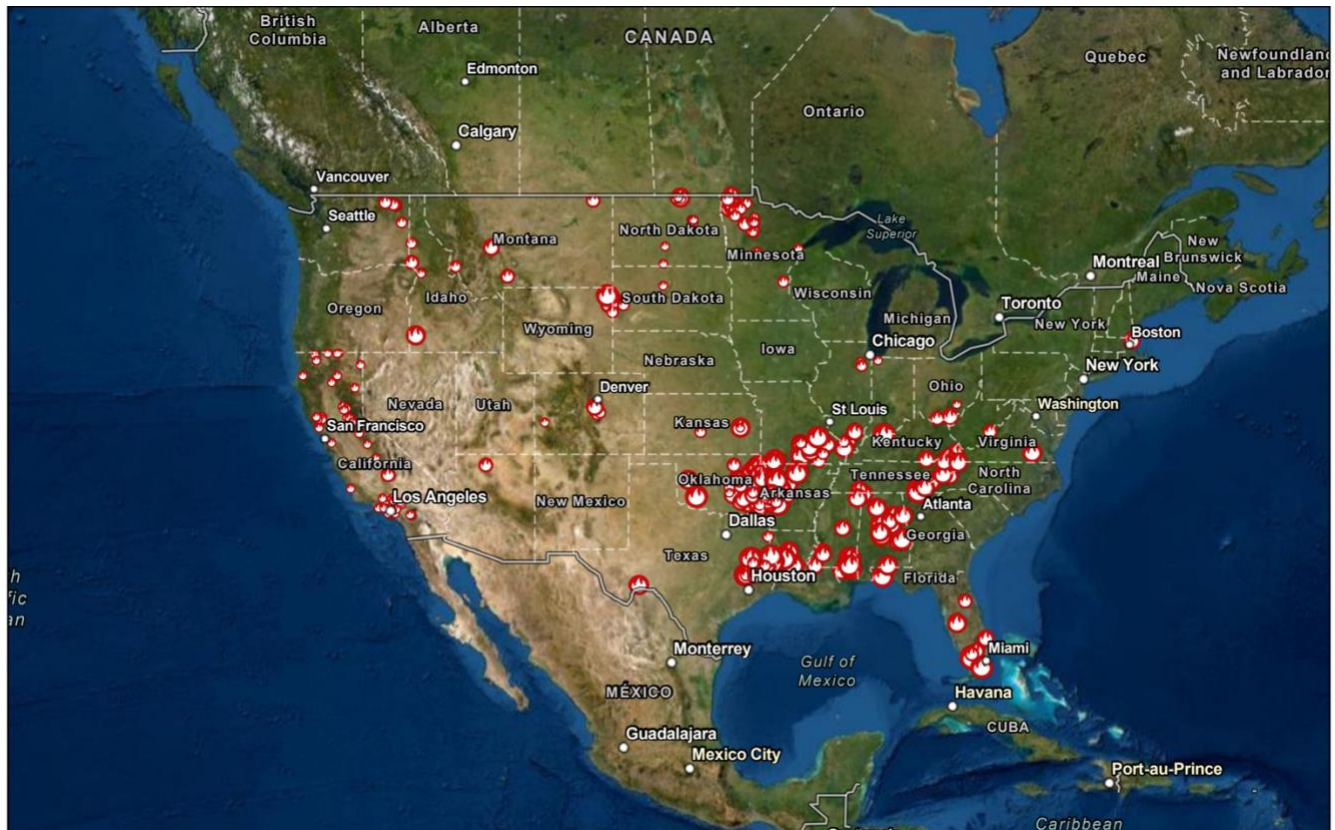 British
Columbia
Alberta
CANADA
Quebec
Newfoundland
and Labrador
Edmonton
Ontario
Calgary
Vancouver
Seattle
Lake
Superior
North Dakota
Montana
Minnesota
New
Brunswick
Montreal
Maine
Nova Scotia
Oregon
Idaho
South Dakota
Wisconsin
Toronto
Michigan
New York
Boston
Wyoming
Chicago
Iowa
Nebraska
New York
Denver
Ohio
Nevada
Utah
St Louis
Washington
San Francisco
Kansas
Kentucky
Virginia
California
Oklahoma
Tennessee
North
Carolina
Los Angeles
New Mexico
Arkansas
Atlanta
Dallas
Texas
Georgia
Houston
Florida
h
fic
an
Monterrey
Miami
Gulf of
Mexico
MÉXICO
Havana
CUBA
Guadalajara
Mexico City
Port-au-Prince
Caribbean